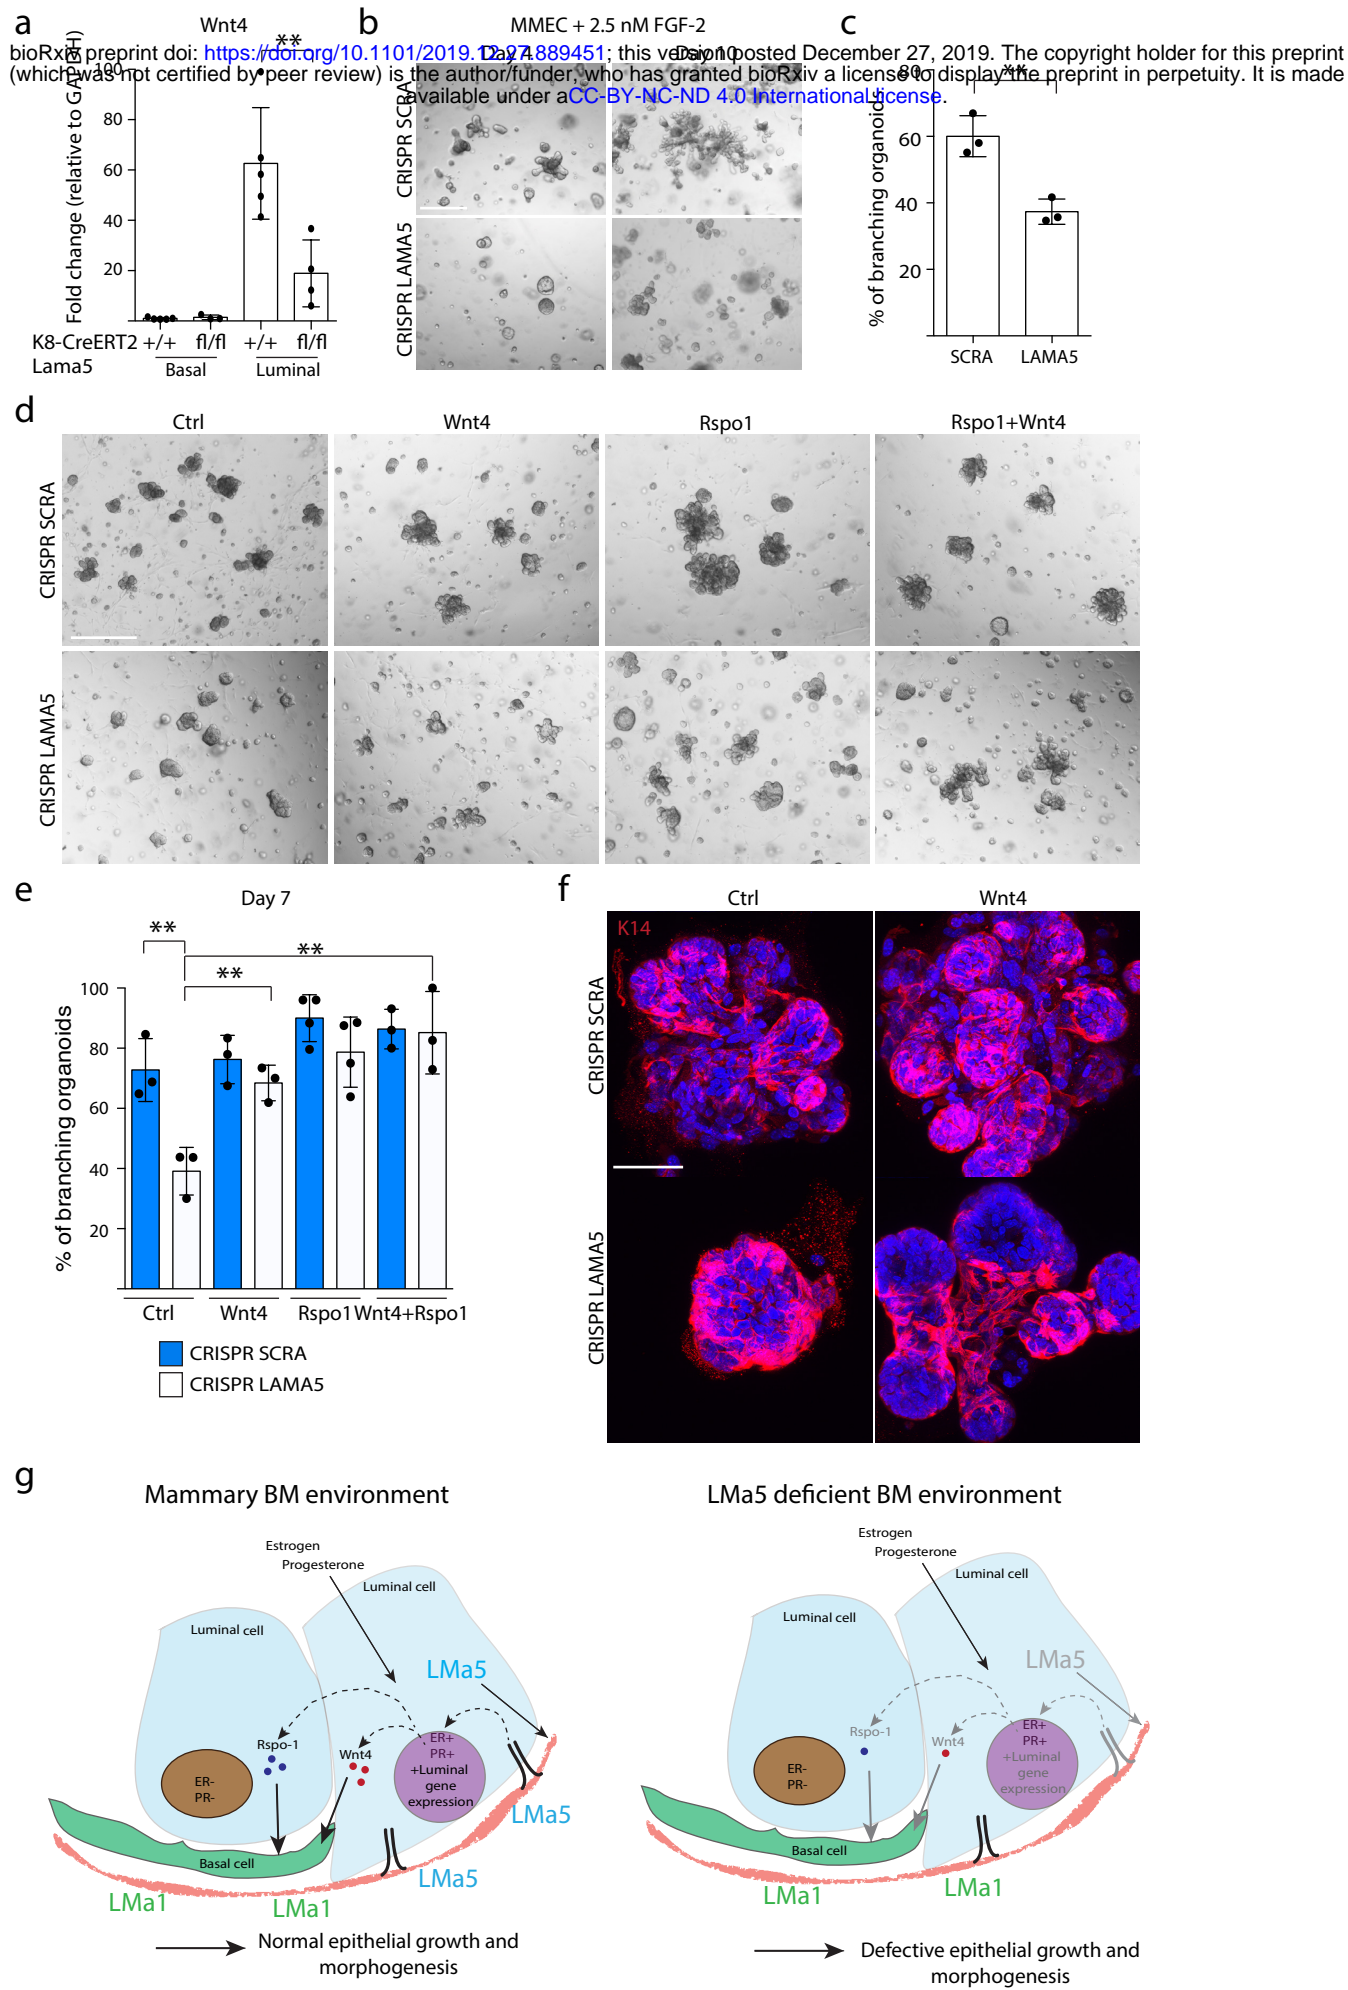 a
Wnt4
b
MMEC + 2.5 nM FGF-2
c
bioRxiv preprint doi: https://doi.org/10.1101/2019.12.27.889451; this version posted December 27, 2019. The copyright holder for this preprint
(which was not certified by peer review) is the author/funder, who has granted bioRxiv a license to display the preprint in perpetuity. It is made
available under aCC-BY-NC-ND 4.0 International license.
**
Day 4
Day 10
**
Fold change (relative to GAPDH)
100
80
60
40
20
K8-CreERT2
Lama5
+/+
fl/fl
+/+
fl/fl
Basal
Luminal
CRISPR SCRA
CRISPR LAMA5
% of branching organoids
80
60
40
20
SCRA
LAMA5
d
Ctrl
Wnt4
Rspo1
Rspo1+Wnt4
CRISPR SCRA
CRISPR LAMA5
e
Day 7
**
**
**
% of branching organoids
100
80
60
40
20
Ctrl
Wnt4
Rspo1
Wnt4+Rspo1
CRISPR SCRA
CRISPR LAMA5
f
Ctrl
Wnt4
K14
CRISPR SCRA
CRISPR LAMA5
g
Mammary BM environment
Estrogen
Progesterone
Luminal cell
Luminal cell
LMa5
Rspo-1
Wnt4
ER+
PR+
+Luminal
gene
expression
ER-
PR-
LMa5
Basal cell
LMa5
LMa1
LMa1
Normal epithelial growth and
morphogenesis
LMa5 deficient BM environment
Estrogen
Progesterone
Luminal cell
Luminal cell
LMa5
Rspo-1
Wnt4
ER+
PR+
+Luminal
gene
expression
ER-
PR-
Basal cell
LMa1
LMa1
Defective epithelial growth and
morphogenesis